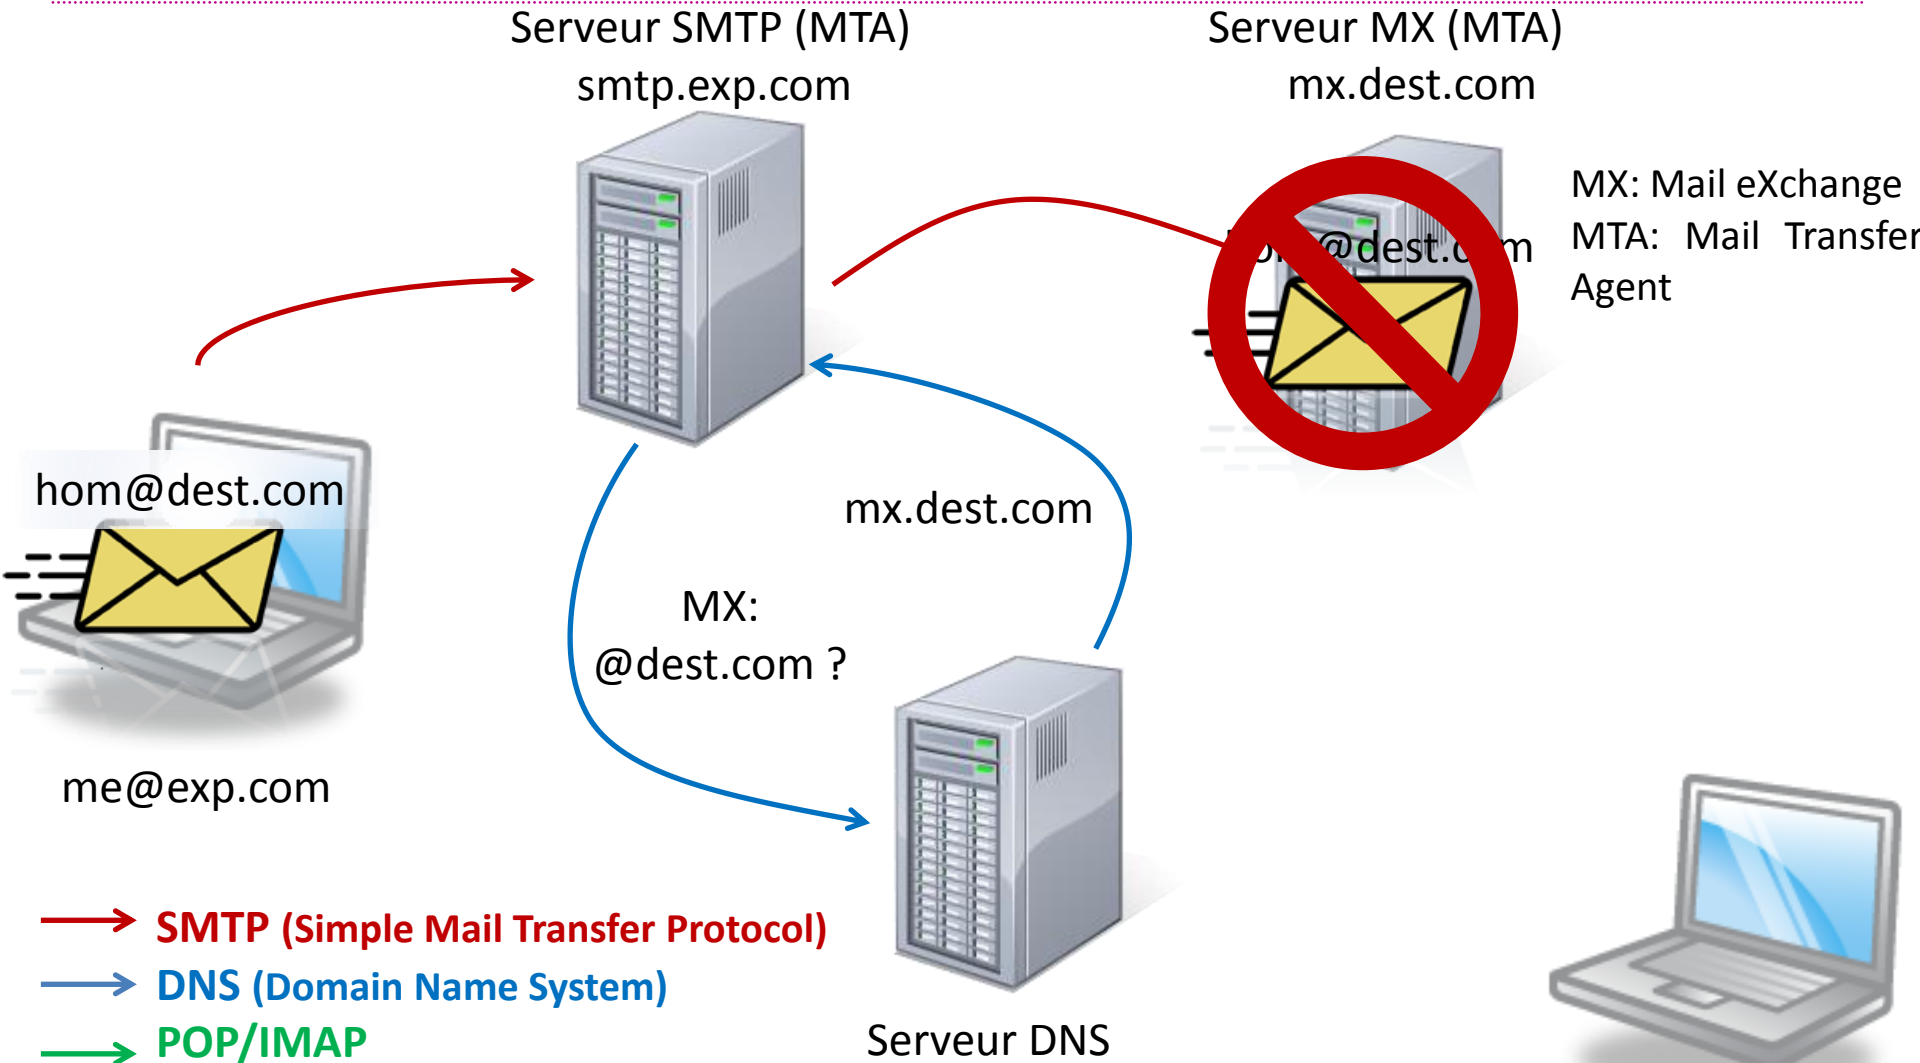 Serveur SMTP (MTA)
smtp.exp.com
Serveur MX (MTA)
mx.dest.com
MX: Mail eXchange
MTA: Mail Transfer
Agent
@dest.com
hom@dest.com
mx.dest.com
MX:
@dest.com ?
me@exp.com
SMTP (Simple Mail Transfer Protocol)
DNS (Domain Name System)
POP/IMAP
Serveur DNS